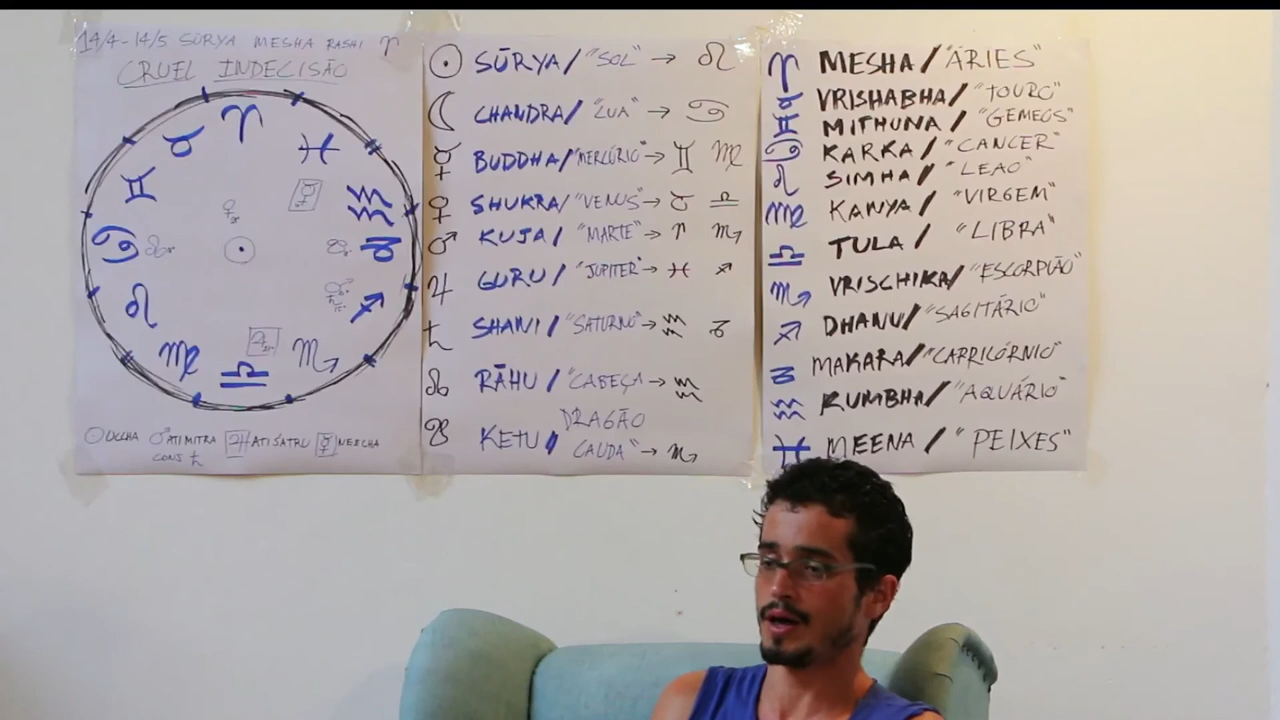 14/4-14/5 SŪRYA MESHA RASHI ♈
CRUEL INDECISÃO
♈
♉ ♓
♊ ☿
♀ ♒
♋ ☊ ☉ ☋ ♑
♌ ♐
♍ ♃ ♏
♎
○UCCHA ♂ATIMITRA ♃ATISATRU ☿NEECHA
CONS ♄
☉ SŪRYA/ "SOL" → ♌
☾ CHANDRA/ "LUA" → ♋
☿ BUDDHA/ "MERCÚRIO" → ♊ ♍
♀ SHUKRA/ "VENUS" → ♉ ♎
♂ KUJA/ "MARTE" → ♈ ♏
♃ GURU/ "JUPITER" → ♓ ♐
♄ SHANI/ "SATURNO" → ♒ ♑
☊ RĀHU/ "CABEÇA → ♒
DRAGÃO
☋ KETU/ CAUDA" → ♏
♈ MESHA/ "ÁRIES"
♉ VRISHABHA/ "TOURO"
♊ MITHUNA/ "GEMEOS"
♋ KARKA/ "CANCER"
♌ SIMHA/ "LEAO"
♍ KANYA/ "VIRGEM"
♎ TULA/ "LIBRA"
♏ VRISCHIKA/ "ESCORPIÃO"
♐ DHANU/ "SAGITÁRIO"
♑ MAKARA/ "CAPRICÓRNIO"
♒ KUMBHA/ "AQUÁRIO"
♓ MEENA/ "PEIXES"